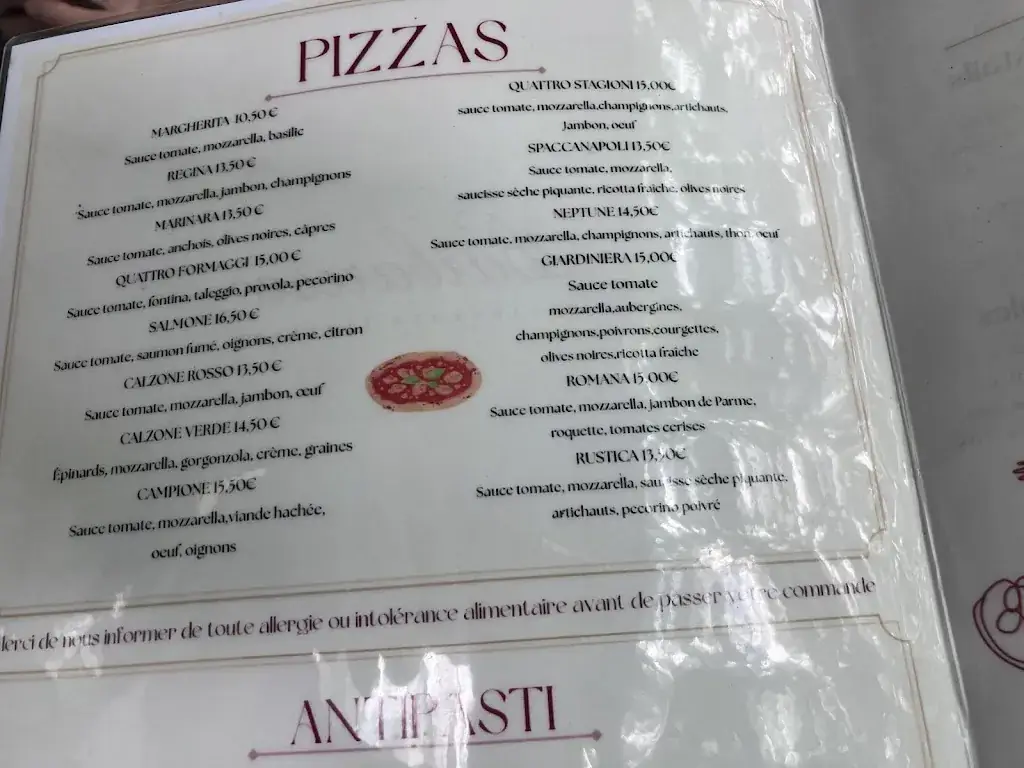 PIZZAS
MARGHERITA 10,50 €
Sauce tomate, mozzarella, basilic
REGINA 13,50 €
Sauce tomate, mozzarella, jambon, champignons
MARINARA 13,50 €
Sauce tomate, anchois, olives noires, câpres
QUATTRO FORMAGGI 15,00 €
Sauce tomate, fontina, taleggio, provola, pecorino
SALMONE 16,50 €
Sauce tomate, saumon fumé, oignons, crème, citron
CALZONE ROSSO 13,50 €
Sauce tomate, mozzarella, jambon, œuf
CALZONE VERDE 14,50 €
Épinards, mozzarella, gorgonzola, crème, graines
CAMPIONE 15,50€
Sauce tomate, mozzarella,viande hachée,
oeuf, oignons
QUATTRO STAGIONI 15,00€
sauce tomate, mozzarella,champignons,artichauts,
Jambon, oeuf
SPACCANAPOLI 13,50€
Sauce tomate, mozzarella,
saucisse sèche piquante, ricotta fraiche, olives noires
NEPTUNE 14,50€
Sauce tomate, mozzarella, champignons, artichauts, thon, oeuf
GIARDINIERA 15,00€
Sauce tomate
mozzarella,aubergines,
champignons,poivrons,courgettes,
olives noires,ricotta fraiche
ROMANA 15,00€
Sauce tomate, mozzarella, jambon de Parme,
roquette, tomates cerises
RUSTICA 13,50€
Sauce tomate, mozzarella, saucisse sèche piquante,
artichauts, pecorino poivré
Merci de nous informer de toute allergie ou intolérance alimentaire avant de passer votre commande
ANTIPASTI